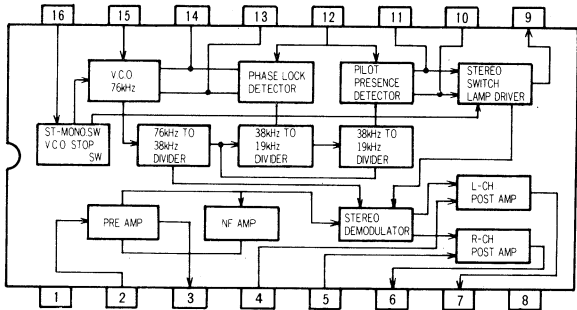 16 15 14 13 12 11 10 9
V.C.O
76kHz
PHASE LOCK
DETECTOR
PILOT
PRESENCE
DETECTOR
STEREO
SWITCH
LAMP DRIVER
ST-MONO.SW
V.C.O STOP
SW
76kHz TO
38kHz
DIVIDER
38kHz TO
19kHz
DIVIDER
38kHz TO
19kHz
DIVIDER
PRE AMP
NF AMP
STEREO
DEMODULATOR
L-CH
POST AMP
R-CH
POST AMP
1 2 3 4 5 6 7 8